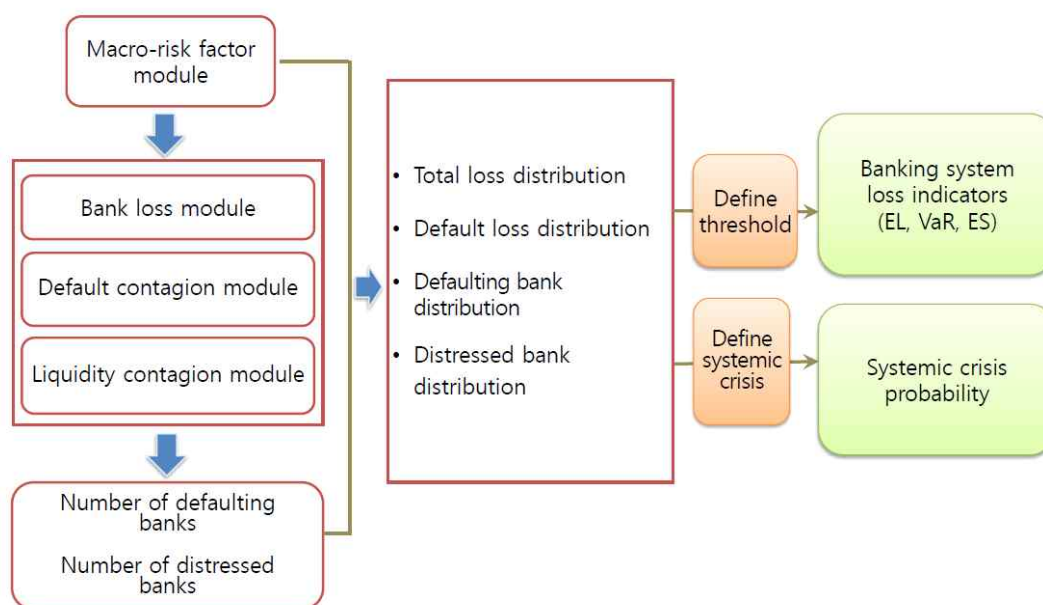 Macro-risk factor
module
Bank loss module
Default contagion module
Liquidity contagion module
Number of defaulting
banks
Number of distressed
banks
• Total loss distribution
• Default loss distribution
• Defaulting bank
distribution
• Distressed bank
distribution
Define
threshold
Define
systemic
crisis
Banking system
loss indicators
(EL, VaR, ES)
Systemic crisis
probability